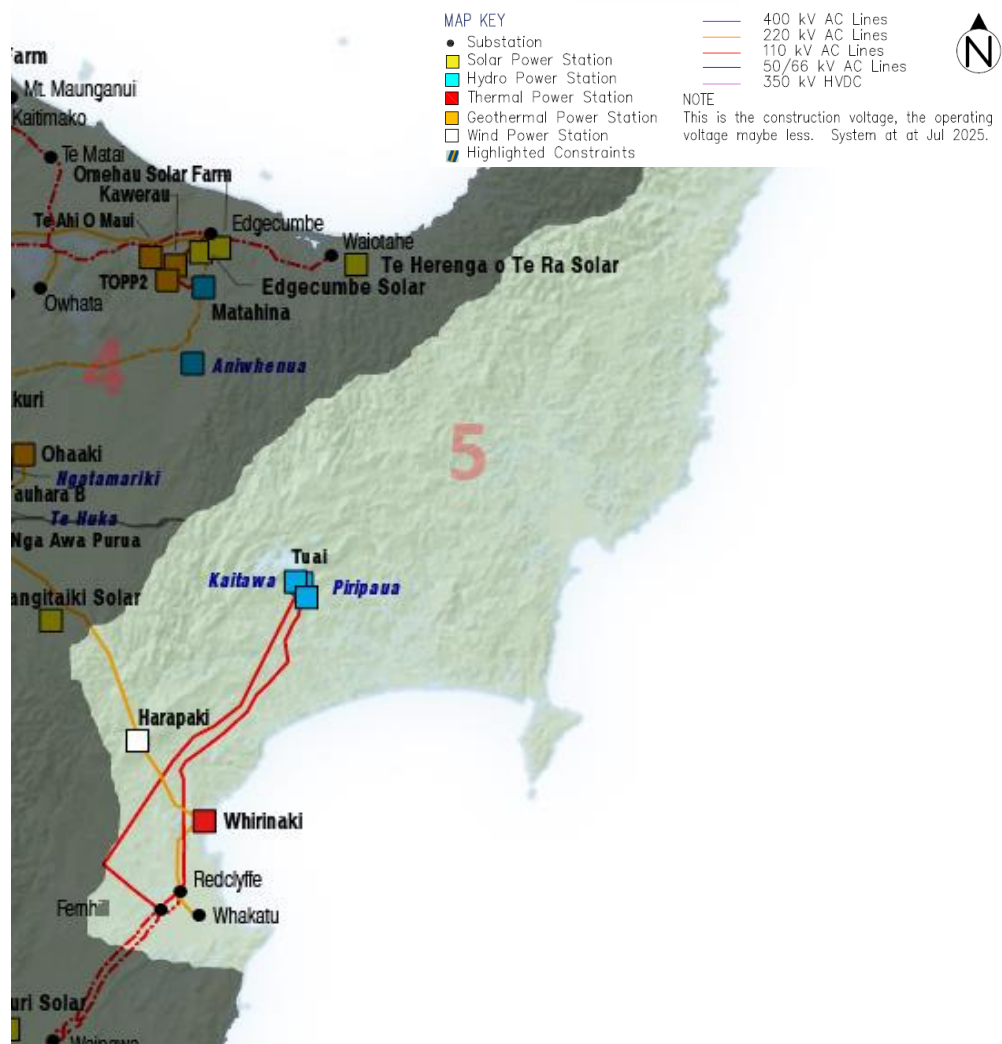 MAP KEY
Substation
Solar Power Station
Hydro Power Station
Thermal Power Station
Geothermal Power Station
Wind Power Station
Highlighted Constraints
400 kV AC Lines
220 kV AC Lines
110 kV AC Lines
50/66 kV AC Lines
350 kV HVDC
NOTE
This is the construction voltage, the operating
voltage maybe less. System at at Jul 2025.
N
arm
Mt. Maunganui
Kaitimako
Te Matai
Omehau Solar Farm
Kawerau
Te Ahi O Maui
Edgecumbe
Waiotahe
Te Herenga o Te Ra Solar
TOPP2
Edgecumbe Solar
Owhata
Matahina
4
Aniwhenua
kuri
5
Ohaaki
Ngatamariki
auhara B
Te Huka
Nga Awa Purua
Tuai
Kaitawa
Piripaua
angitaiki Solar
Harapaki
Whirinaki
Redclyffe
Fernhill
Whakatu
uri Solar